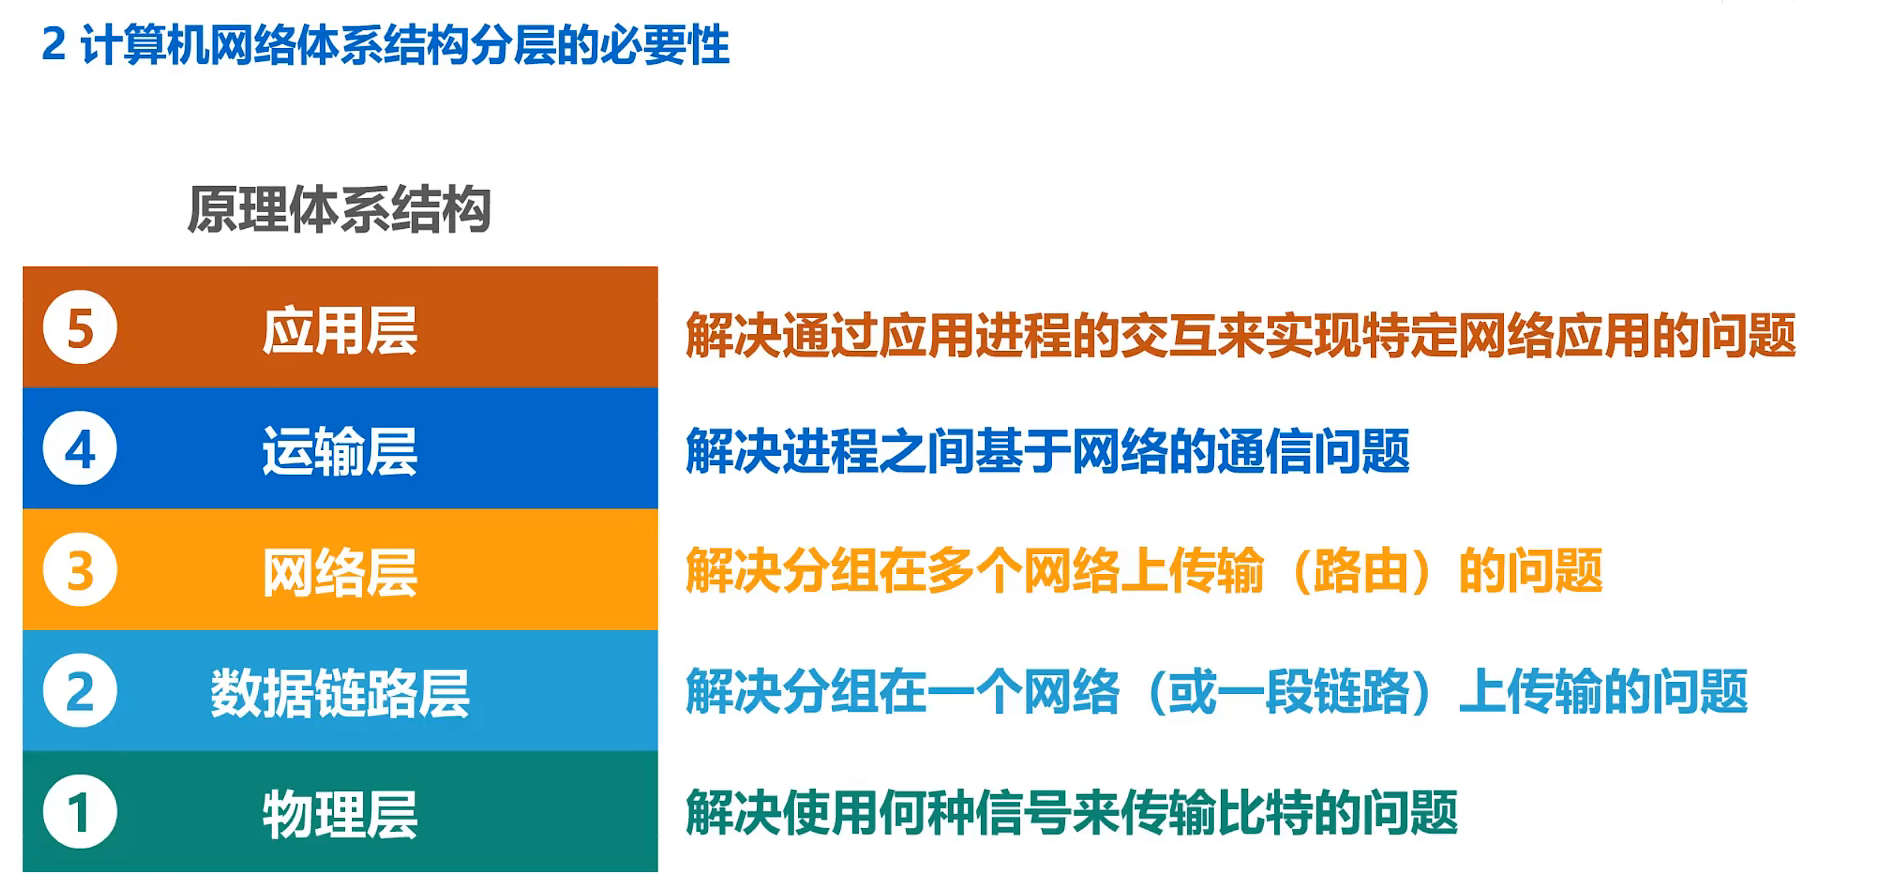 2 计算机网络体系结构分层的必要性
原理体系结构
5 应用层 解决通过应用进程的交互来实现特定网络应用的问题
4 运输层 解决进程之间基于网络的通信问题
3 网络层 解决分组在多个网络上传输（路由）的问题
2 数据链路层 解决分组在一个网络（或一段链路）上传输的问题
1 物理层 解决使用何种信号来传输比特的问题